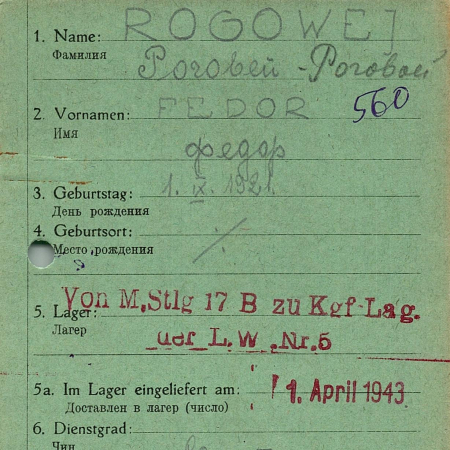 1. Name: ROGOWEJ
Фамилия Роговей - Роговой
2. Vornamen: FEDOR 560
Имя
федор
3. Geburtstag: 1. IX. 1921.
День рождения
4. Geburtsort:
Место рождения
Von M.Stlg 17 B zu Kgf-Lag.
5. Lager:
Лагер
der L.W.Nr.5
5a. Im Lager eingeliefert am: 1. April 1943
Доставлен в лагер (число)
6. Dienstgrad:
Чин